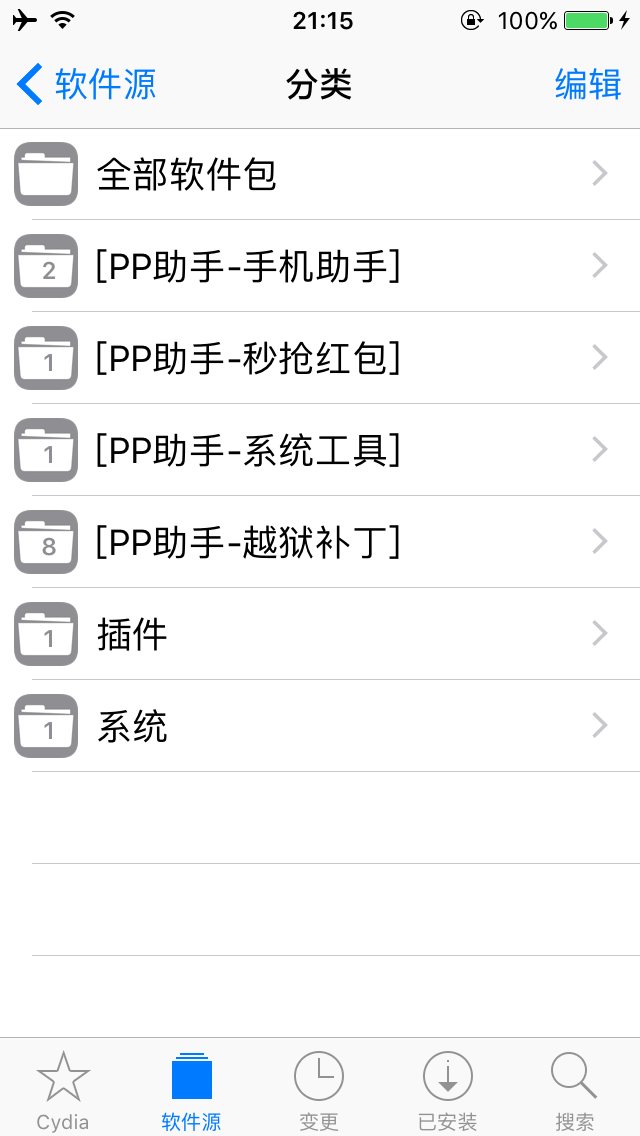 21:15
100%
软件源
分类
编辑
全部软件包
2
[PP助手-手机助手]
1
[PP助手-秒抢红包]
1
[PP助手-系统工具]
8
[PP助手-越狱补丁]
1
插件
1
系统
Cydia
软件源
变更
已安装
搜索